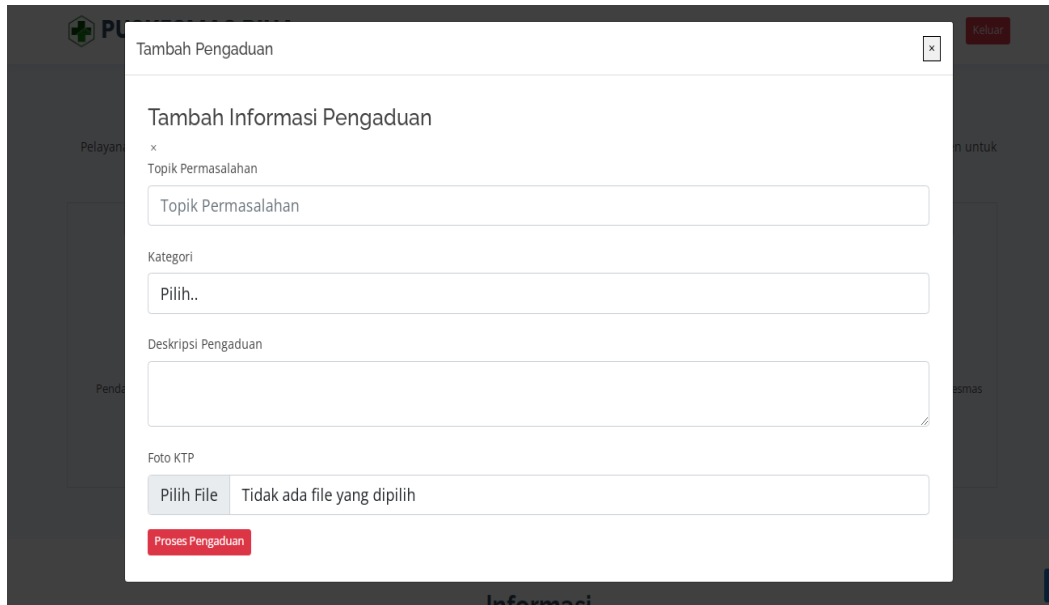 Keluar
Tambah Pengaduan
×
Tambah Informasi Pengaduan
×
Topik Permasalahan
Topik Permasalahan
Kategori
Pilih..
Deskripsi Pengaduan
Foto KTP
Pilih File Tidak ada file yang dipilih
Proses Pengaduan
untuk
Informasi